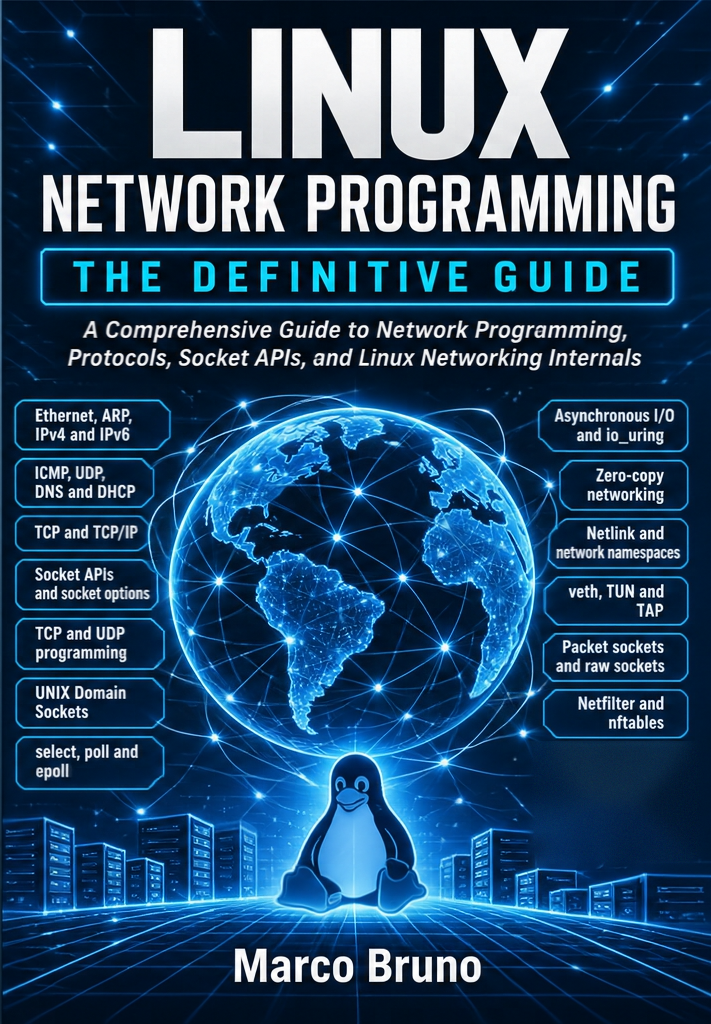 LINUX
NETWORK PROGRAMMING
THE DEFINITIVE GUIDE
A Comprehensive Guide to Network Programming,
Protocols, Socket APIs, and Linux Networking Internals
Ethernet, ARP,
IPv4 and IPv6
ICMP, UDP,
DNS and DHCP
TCP and TCP/IP
Socket APIs
and socket options
TCP and UDP
programming
UNIX Domain
Sockets
select, poll and
epoll
Asynchronous I/O
and io_uring
Zero-copy
networking
Netlink and
network namespaces
veth, TUN and
TAP
Packet sockets
and raw sockets
Netfilter and
nftables
Marco Bruno